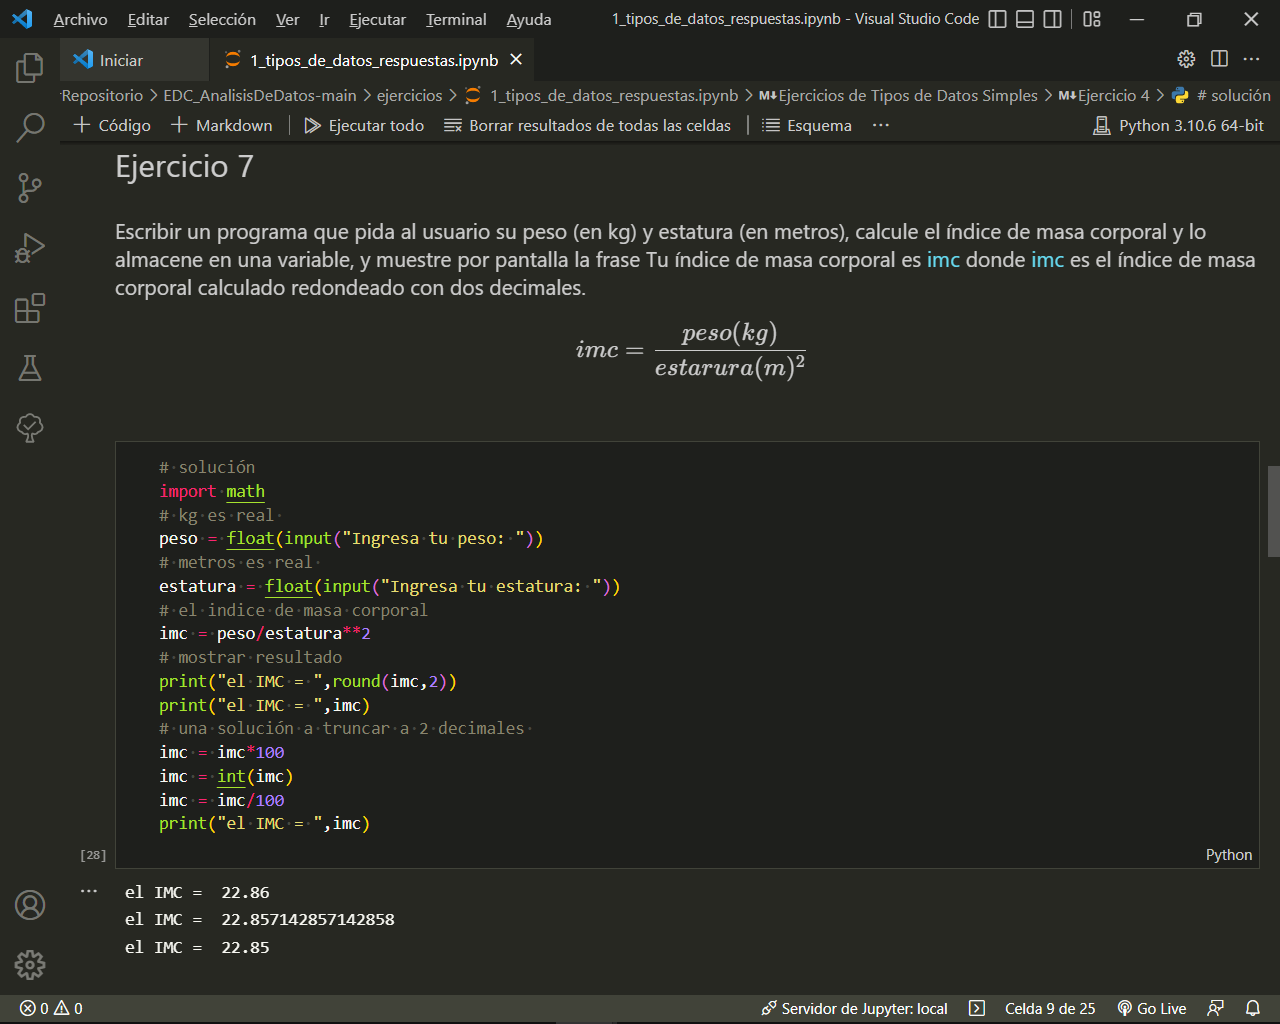 Archivo Editar Selección Ver Ir Ejecutar Terminal Ayuda 1_tipos_de_datos_respuestas.ipynb - Visual Studio Code
Iniciar 1_tipos_de_datos_respuestas.ipynb
rRepositorio > EDC_AnalisisDeDatos-main > ejercicios > 1_tipos_de_datos_respuestas.ipynb > M↓Ejercicios de Tipos de Datos Simples > M↓Ejercicio 4 > # solución
+ Código + Markdown Ejecutar todo Borrar resultados de todas las celdas Esquema ··· Python 3.10.6 64-bit
Ejercicio 7
Escribir un programa que pida al usuario su peso (en kg) y estatura (en metros), calcule el índice de masa corporal y lo
almacene en una variable, y muestre por pantalla la frase Tu índice de masa corporal es imc donde imc es el índice de masa
corporal calculado redondeado con dos decimales.
imc = peso(kg) / estarura(m)²
# solución
import math
# kg es real
peso = float(input("Ingresa tu peso: "))
# metros es real
estatura = float(input("Ingresa tu estatura: "))
# el indice de masa corporal
imc = peso/estatura**2
# mostrar resultado
print("el IMC = ",round(imc,2))
print("el IMC = ",imc)
# una solución a truncar a 2 decimales
imc = imc*100
imc = int(imc)
imc = imc/100
print("el IMC = ",imc)
[28] Python
el IMC =  22.86
el IMC =  22.857142857142858
el IMC =  22.85
0 0 Servidor de Jupyter: local Celda 9 de 25 Go Live